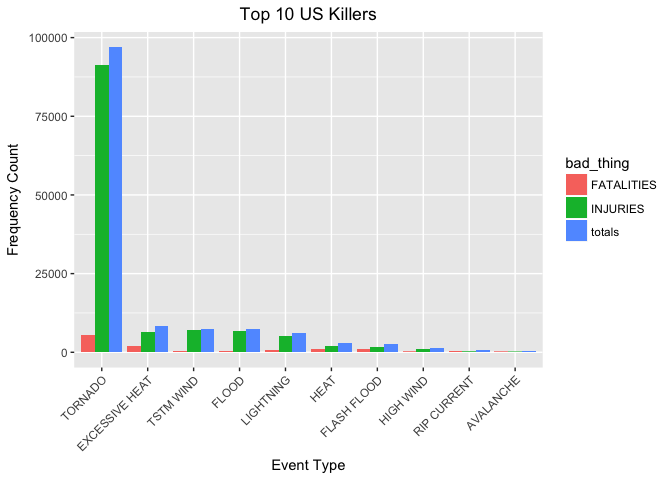 Top 10 US Killers
100000
75000
50000
25000
0
Frequency Count
TORNADO
EXCESSIVE HEAT
TSTM WIND
FLOOD
LIGHTNING
HEAT
FLASH FLOOD
HIGH WIND
RIP CURRENT
AVALANCHE
Event Type
bad_thing
FATALITIES
INJURIES
totals